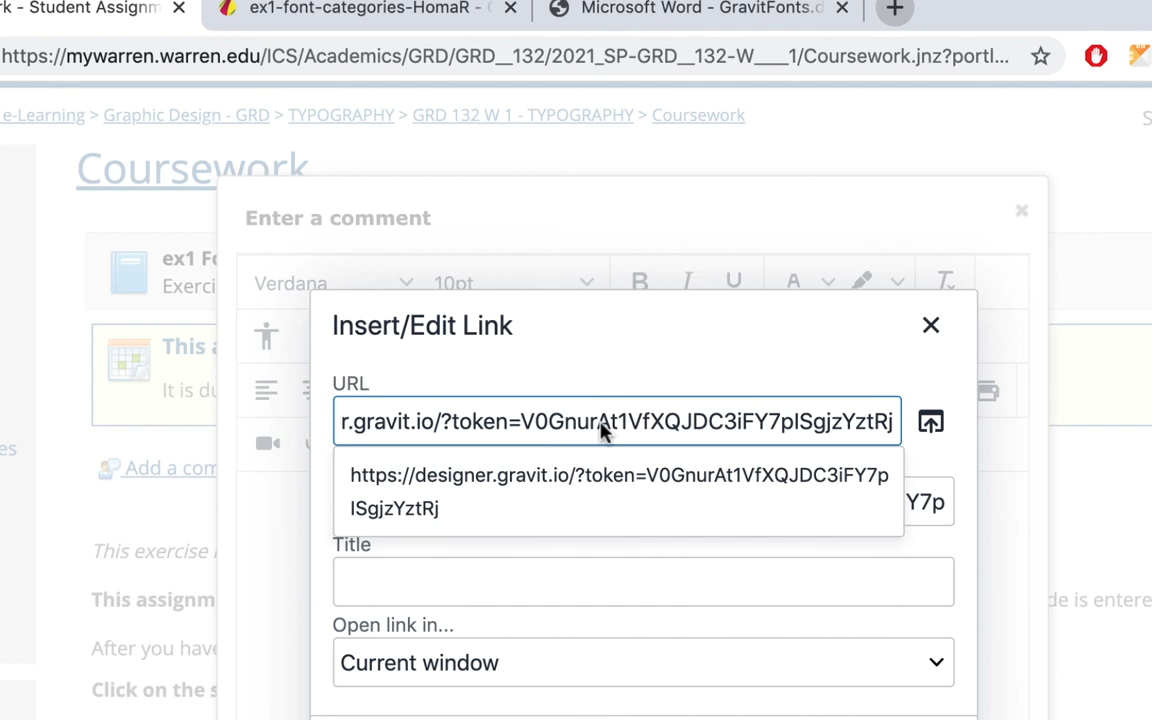 rk - Student Assignm
ex1-font-categories-HomaR -
Microsoft Word - GravitFonts.d
https://mywarren.warren.edu/ICS/Academics/GRD/GRD__132/2021_SP-GRD__132-W___1/Coursework.jnz?portl...
e-Learning > Graphic Design - GRD > TYPOGRAPHY > GRD 132 W 1 - TYPOGRAPHY > Coursework
S
Coursework
Enter a comment
ex1 Fo
Exerci
Verdana 10pt B I U A
Insert/Edit Link
This a
It is du
URL
r.gravit.io/?token=V0GnurAt1VfXQJDC3iFY7pISgjzYztRj
es
Add a com
https://designer.gravit.io/?token=V0GnurAt1VfXQJDC3iFY7p
ISgjzYztRj
Y7p
Title
This exercise
This assignm
de is entere
Open link in...
After you have
Current window
Click on the s